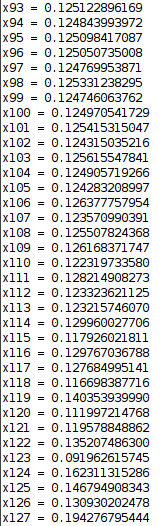 x93 = 0.125122896169
x94 = 0.124843993972
x95 = 0.125098417087
x96 = 0.125050735008
x97 = 0.124769953871
x98 = 0.125331238295
x99 = 0.124746063762
x100 = 0.124970541729
x101 = 0.125415315047
x102 = 0.124315035216
x103 = 0.125615547841
x104 = 0.124905719266
x105 = 0.124283208997
x106 = 0.126377757954
x107 = 0.123570990391
x108 = 0.125507824368
x109 = 0.126168371747
x110 = 0.122319733580
x111 = 0.128214908273
x112 = 0.123323621125
x113 = 0.123215746070
x114 = 0.129960027706
x115 = 0.117926021811
x116 = 0.129767036788
x117 = 0.127684995141
x118 = 0.116698387716
x119 = 0.140353939990
x120 = 0.111997214768
x121 = 0.119578848862
x122 = 0.135207486300
x123 = 0.091962615745
x124 = 0.162311315286
x125 = 0.146794908343
x126 = 0.130930202478
x127 = 0.194276795444